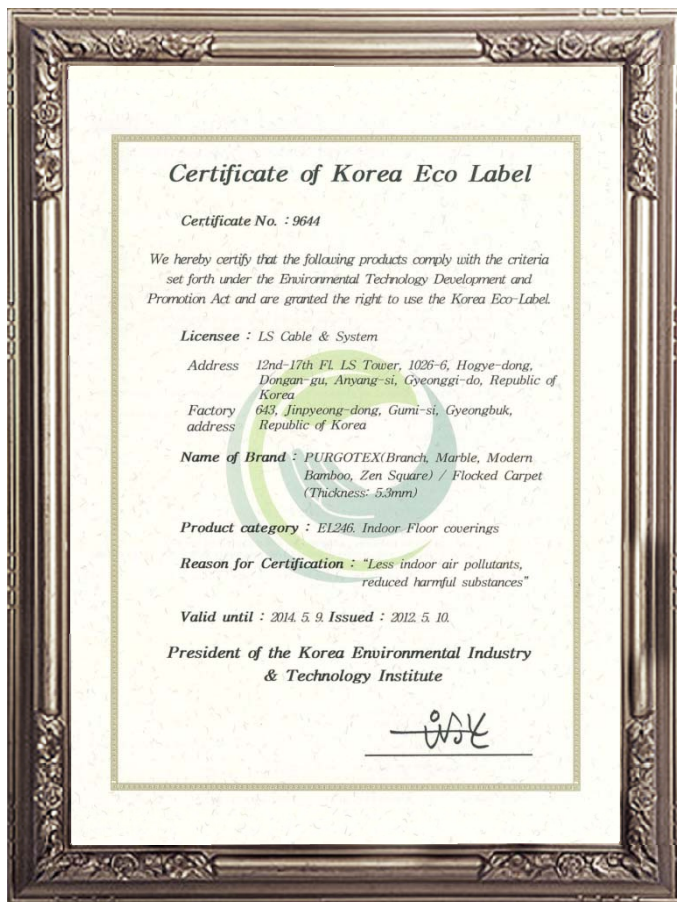 Certificate of Korea Eco Label
Certificate No. : 9644
We hereby certify that the following products comply with the criteria
set forth under the Environmental Technology Development and
Promotion Act and are granted the right to use the Korea Eco-Label.
Licensee : LS Cable & System
Address 12nd-17th Fl. LS Tower, 1026-6, Hogye-dong,
Dongan-gu, Anyang-si, Gyeonggi-do, Republic of
Korea
Factory 643, Jinpyeong-dong, Gumi-si, Gyeongbuk,
address Republic of Korea
Name of Brand : PURGOTEX(Branch, Marble, Modern
Bamboo, Zen Square) / Flocked Carpet
(Thickness: 5.3mm)
Product category : EL246. Indoor Floor coverings
Reason for Certification : "Less indoor air pollutants,
reduced harmful substances"
Valid until : 2014. 5. 9. Issued : 2012. 5. 10.
President of the Korea Environmental Industry
& Technology Institute